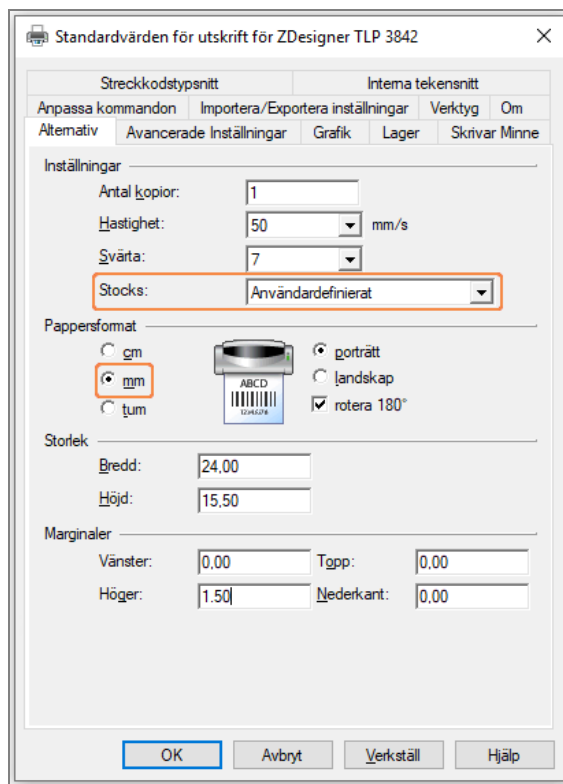 Standardvärden för utskrift för ZDesigner TLP 3842
Streckkodstypsnitt Interna tekensnitt
Anpassa kommandon Importera/Exportera inställningar Verktyg Om
Alternativ Avancerade Inställningar Grafik Lager Skrivar Minne
Inställningar
Antal kopior: 1
Hastighet: 50 mm/s
Svärta: 7
Stocks: Användardefinierat
Pappersformat
cm porträtt
mm landskap
tum rotera 180°
ABCD
Storlek
Bredd: 24,00
Höjd: 15,50
Marginaler
Vänster: 0,00 Topp: 0,00
Höger: 1.50 Nederkant: 0,00
OK Avbryt Verkställ Hjälp